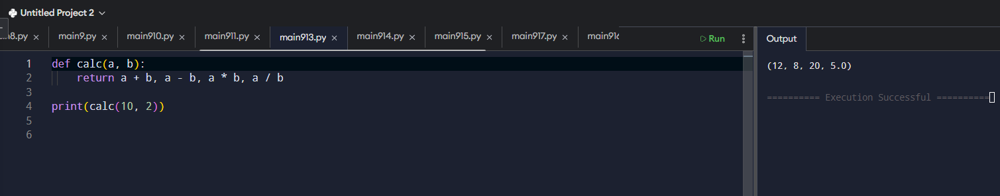 Untitled Project 2
8.py × main9.py × main910.py × main911.py × main913.py × main914.py × main915.py × main917.py × main916
Run
Output
1 def calc(a, b):
2 return a + b, a - b, a * b, a / b
3
4 print(calc(10, 2))
5
6
(12, 8, 20, 5.0)
========== Execution Successful ==========